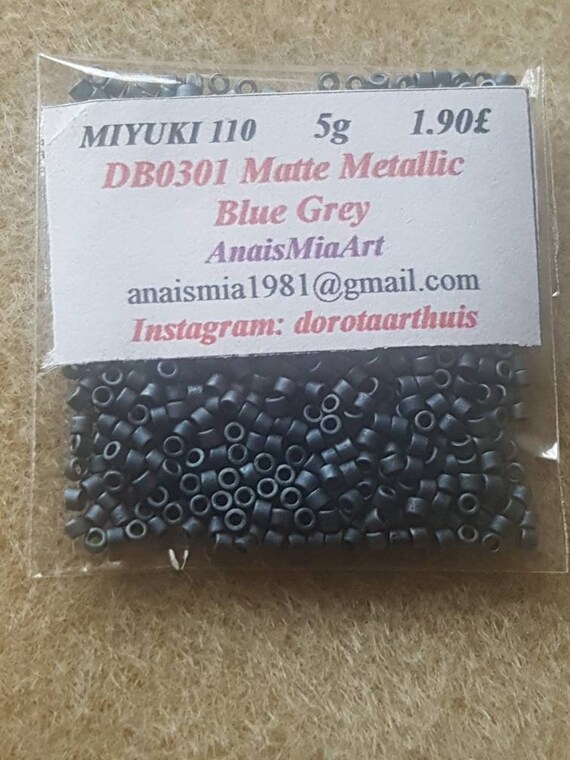 MIYUKI 110 5g 1.90£
DB0301 Matte Metallic
Blue Grey
AnaisMiaArt
anaismia1981@gmail.com
Instagram: dorotaarthuis